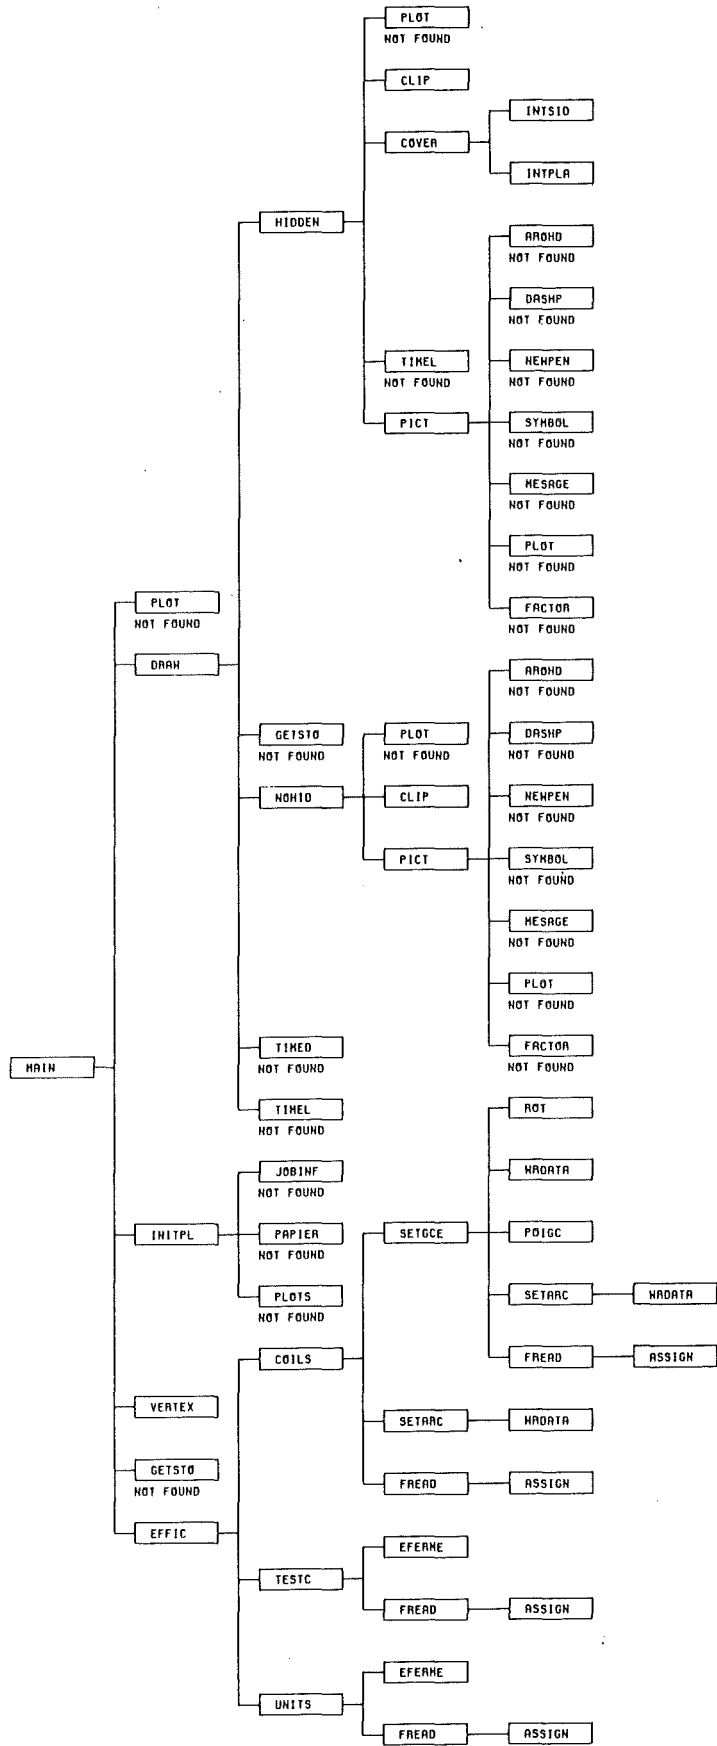 PLOT
NOT FOUND
CLIP
INTSID
COVER
INTPLA
HIDDEN
AROHD
NOT FOUND
DASHP
NOT FOUND
TIMEL
NOT FOUND
NEWPEN
NOT FOUND
PICT
SYMBOL
NOT FOUND
MESAGE
NOT FOUND
PLOT
NOT FOUND
PLOT
NOT FOUND
FACTOR
NOT FOUND
DRAW
AROHD
NOT FOUND
GETSTO
NOT FOUND
PLOT
NOT FOUND
DASHP
NOT FOUND
NOHID
CLIP
NEWPEN
NOT FOUND
PICT
SYMBOL
NOT FOUND
MESAGE
NOT FOUND
PLOT
NOT FOUND
TIMED
NOT FOUND
FACTOR
NOT FOUND
MAIN
TIMEL
NOT FOUND
ROT
JOBINF
NOT FOUND
WRDATA
INITPL
PAPIER
NOT FOUND
SETGCE
POIGC
PLOTS
NOT FOUND
SETARC
WRDATA
COILS
FREAD
ASSIGN
VERTEX
SETARC
WRDATA
GETSTO
NOT FOUND
FREAD
ASSIGN
EFFIC
EFERME
TESTC
FREAD
ASSIGN
EFERME
UNITS
FREAD
ASSIGN